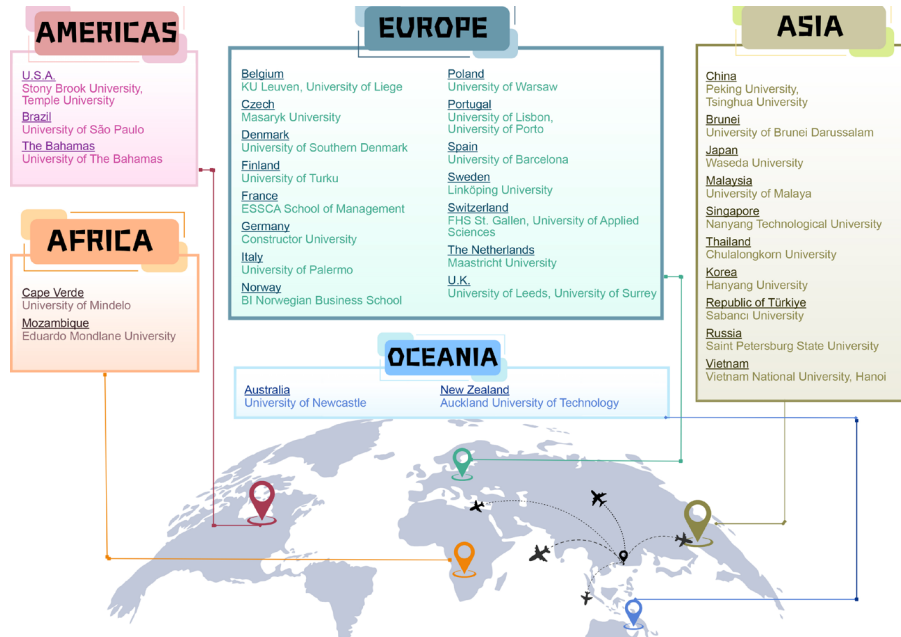 AMERICAS
U.S.A.
Stony Brook University,
Temple University
Brazil
University of São Paulo
The Bahamas
University of The Bahamas
AFRICA
Cape Verde
University of Mindelo
Mozambique
Eduardo Mondlane University
EUROPE
Belgium
KU Leuven, University of Liege
Czech
Masaryk University
Denmark
University of Southern Denmark
Finland
University of Turku
France
ESSCA School of Management
Germany
Constructor University
Italy
University of Palermo
Norway
BI Norwegian Business School
Poland
University of Warsaw
Portugal
University of Lisbon,
University of Porto
Spain
University of Barcelona
Sweden
Linköping University
Switzerland
FHS St. Gallen, University of Applied
Sciences
The Netherlands
Maastricht University
U.K.
University of Leeds, University of Surrey
OCEANIA
Australia
University of Newcastle
New Zealand
Auckland University of Technology
ASIA
China
Peking University,
Tsinghua University
Brunei
University of Brunei Darussalam
Japan
Waseda University
Malaysia
University of Malaya
Singapore
Nanyang Technological University
Thailand
Chulalongkorn University
Korea
Hanyang University
Republic of Türkiye
Sabancı University
Russia
Saint Petersburg State University
Vietnam
Vietnam National University, Hanoi